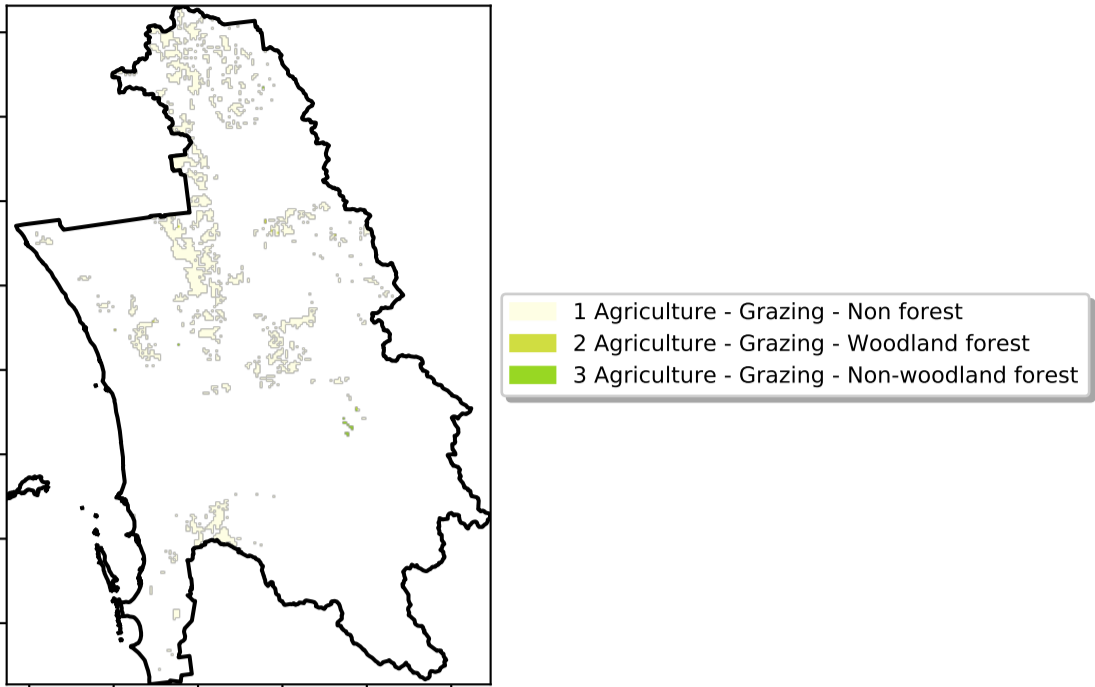 1 Agriculture - Grazing - Non forest
2 Agriculture - Grazing - Woodland forest
3 Agriculture - Grazing - Non-woodland forest